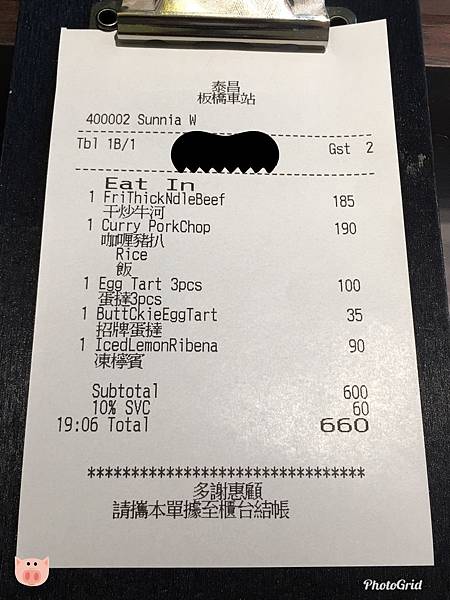 泰昌
板橋車站
400002 Sunnia W
Tbl 1B/1 Gst 2
Eat In
1 FriThickNdleBeef 185
干炒牛河
1 Curry PorkChop 190
咖喱豬扒
Rice
飯
1 Egg Tart 3pcs 100
蛋撻3pcs
1 ButtCkieEggTart 35
招牌蛋撻
1 IcedLemonRibena 90
凍檸賓
Subtotal 600
10% SVC 60
19:06 Total 660
********************************
多謝惠顧
請攜本單據至櫃台結帳
PhotoGrid